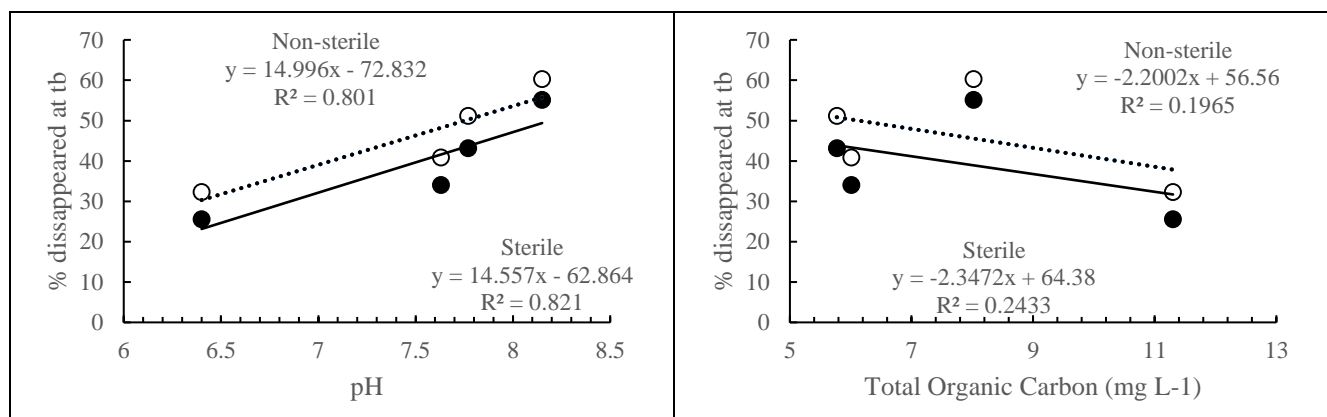 70
60
50
40
30
20
10
0
% dissapeared at tb
Non-sterile
y = 14.996x - 72.832
R² = 0.801
Sterile
y = 14.557x - 62.864
R² = 0.821
6
6.5
7
7.5
8
8.5
pH
70
60
50
40
30
20
10
0
% dissapeared at tb
Non-sterile
y = -2.2002x + 56.56
R² = 0.1965
Sterile
y = -2.3472x + 64.38
R² = 0.2433
5
7
9
11
13
Total Organic Carbon (mg L-1)